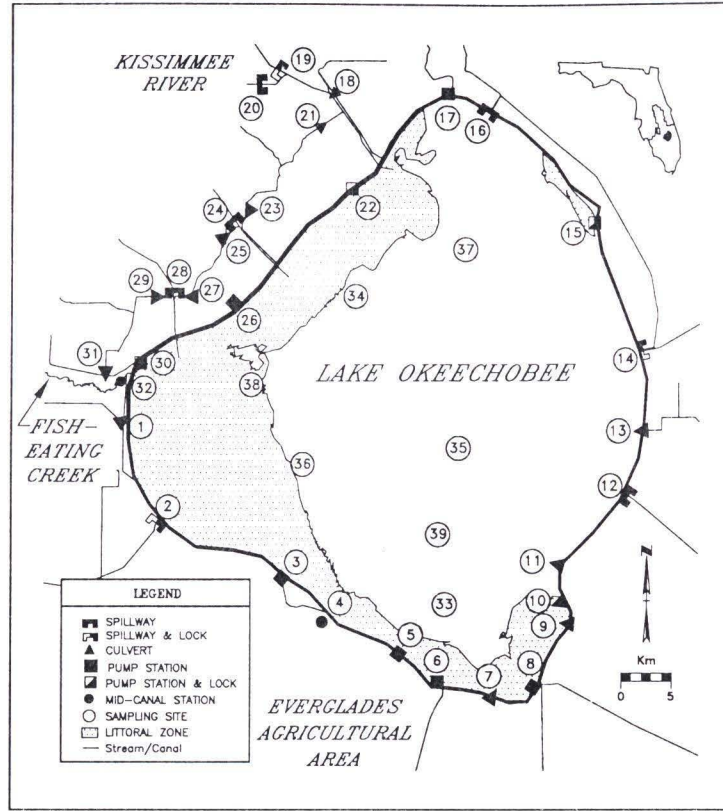 KISSIMMEE
RIVER
19
20
18
21
17
16
24
23
22
15
25
37
29
28
27
26
34
31
30
32
38
LAKE OKEECHOBEE
14
1
FISH-
EATING
CREEK
13
36
35
2
12
39
3
11
N
4
33
10
9
5
6
7
8
Km
0
5
LEGEND
SPILLWAY
SPILLWAY & LOCK
CULVERT
PUMP STATION
PUMP STATION & LOCK
MID-CANAL STATION
SAMPLING SITE
LITTORAL ZONE
Stream/Canal
EVERGLADES
AGRICULTURAL
AREA